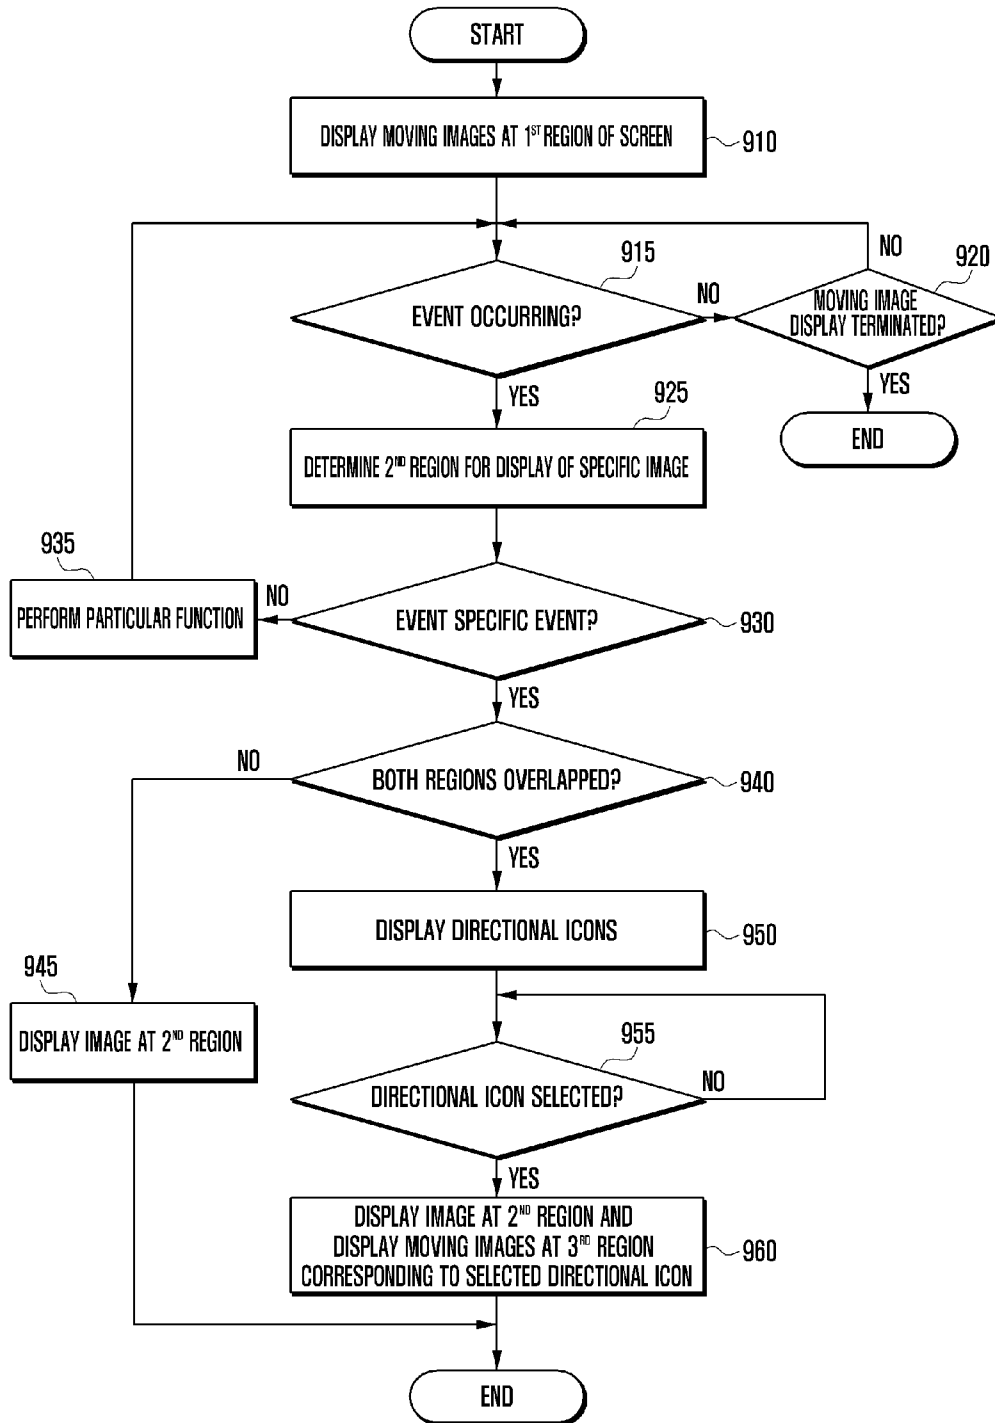 START
DISPLAY MOVING IMAGES AT 1ST REGION OF SCREEN
910
915
EVENT OCCURRING?
NO
NO
920
MOVING IMAGE
DISPLAY TERMINATED?
YES
END
YES
925
DETERMINE 2ND REGION FOR DISPLAY OF SPECIFIC IMAGE
935
PERFORM PARTICULAR FUNCTION
NO
EVENT SPECIFIC EVENT?
930
YES
NO
BOTH REGIONS OVERLAPPED?
940
YES
DISPLAY DIRECTIONAL ICONS
950
945
DISPLAY IMAGE AT 2ND REGION
955
DIRECTIONAL ICON SELECTED?
NO
YES
DISPLAY IMAGE AT 2ND REGION AND
DISPLAY MOVING IMAGES AT 3RD REGION
CORRESPONDING TO SELECTED DIRECTIONAL ICON
960
END